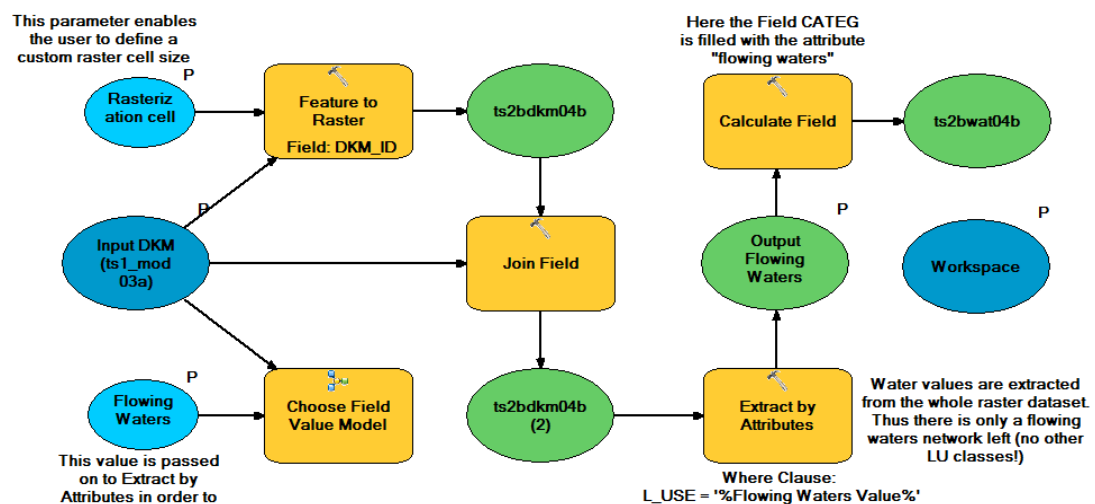 This parameter enables
the user to define a
custom raster cell size
P
Rasteriz
ation cell
Feature to
Raster
Field: DKM_ID
ts2bdkm04b
Here the Field CATEG
is filled with the attribute
"flowing waters"
Calculate Field
ts2bwat04b
P
Input DKM
(ts1_mod
03a)
Join Field
P
Output
Flowing
Waters
P
Workspace
P
Flowing
Waters
Choose Field
Value Model
ts2bdkm04b
(2)
Extract by
Attributes
Water values are extracted
from the whole raster dataset.
Thus there is only a flowing
waters network left (no other
LU classes!)
This value is passed
on to Extract by
Attributes in order to
Where Clause:
L_USE = '%Flowing Waters Value%'